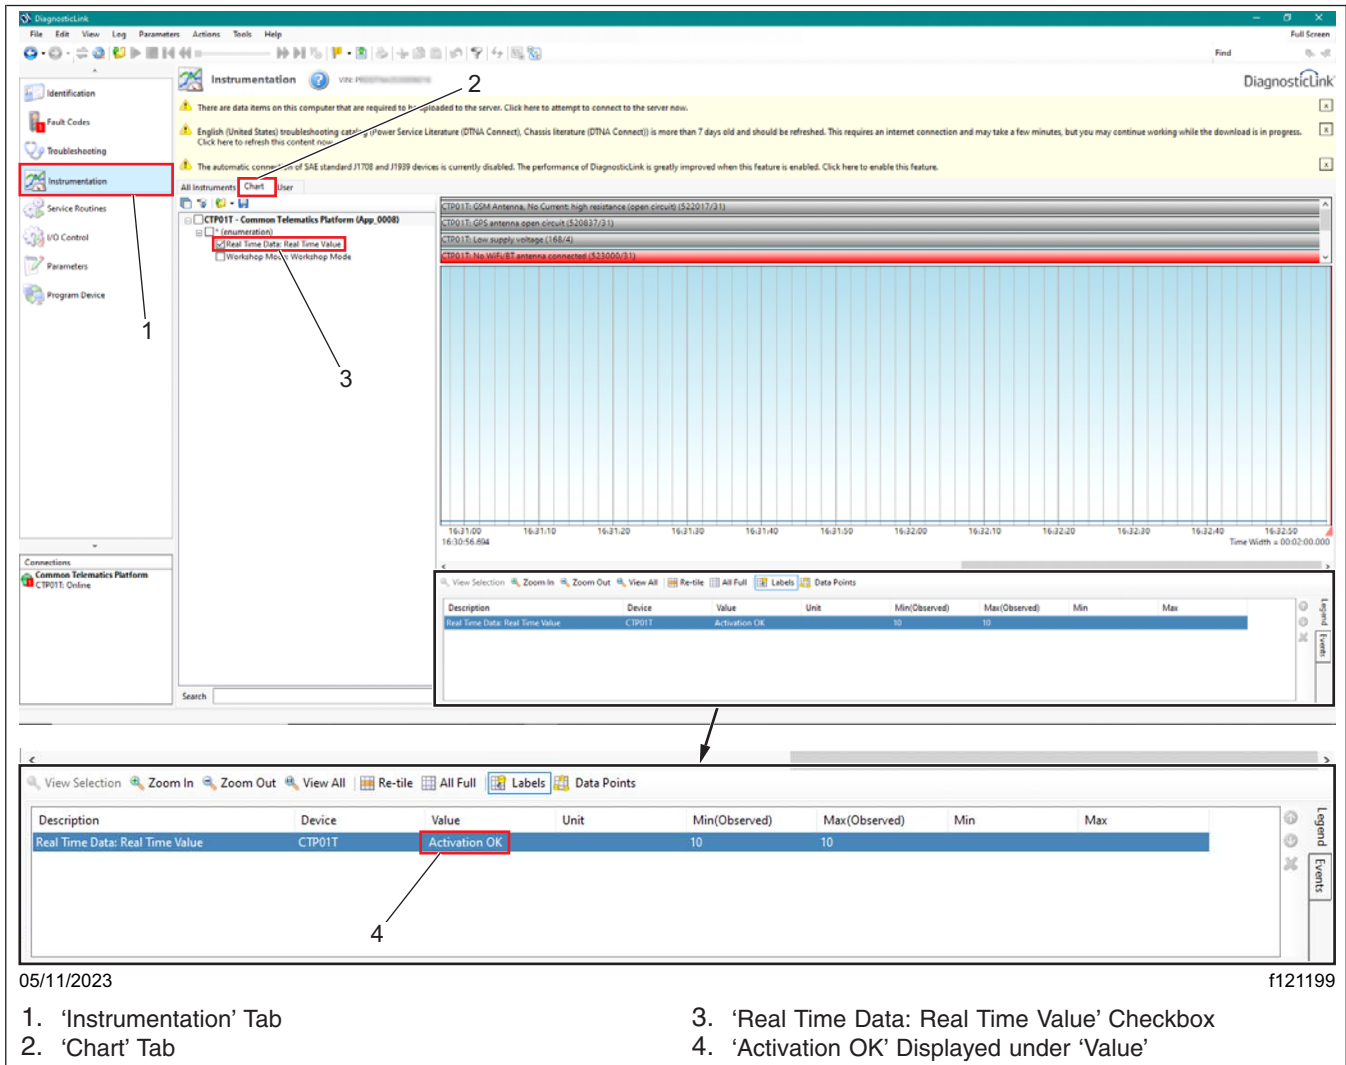 DiagnosticLink
File Edit View Log Parameters Actions Tools Help
Full Screen
Find
Identification
Fault Codes
Troubleshooting
Instrumentation
Service Routines
I/O Control
Parameters
Program Device
1
Connections
Common Telematics Platform
CTP01T: Online
Instrumentation
VIN:
2
DiagnosticLink
There are data items on this computer that are required to be uploaded to the server. Click here to attempt to connect to the server now.
English (United States) troubleshooting catalog (Power Service Literature (DTNA Connect), Chassis literature (DTNA Connect)) is more than 7 days old and should be refreshed. This requires an internet connection and may take a few minutes, but you may continue working while the download is in progress.
Click here to refresh this content now.
The automatic connection of SAE standard J1708 and J1939 devices is currently disabled. The performance of DiagnosticLink is greatly improved when this feature is enabled. Click here to enable this feature.
All Instruments Chart User
CTP01T - Common Telematics Platform (App_0008)
* (enumeration)
Real Time Data: Real Time Value
Workshop Mode: Workshop Mode
3
Search
CTP01T: GSM Antenna, No Current: high resistance (open circuit) (522017/31)
CTP01T: GPS antenna open circuit (520837/31)
CTP01T: Low supply voltage (168/4)
CTP01T: No WiFi/BT antenna connected (523000/31)
16:31:00 16:31:10 16:31:20 16:31:30 16:31:40 16:31:50 16:32:00 16:32:10 16:32:20 16:32:30 16:32:40 16:32:50
16:30:56.694
Time Width = 00:02:00.000
View Selection Zoom In Zoom Out View All Re-tile All Full Labels Data Points
Description Device Value Unit Min(Observed) Max(Observed) Min Max
Real Time Data: Real Time Value CTP01T Activation OK 10 10
Legend
Events
View Selection Zoom In Zoom Out View All Re-tile All Full Labels Data Points
Description Device Value Unit Min(Observed) Max(Observed) Min Max
Real Time Data: Real Time Value CTP01T Activation OK 10 10
Legend
Events
4
05/11/2023
f121199
1. ‘Instrumentation’ Tab
2. ‘Chart’ Tab
3. ‘Real Time Data: Real Time Value’ Checkbox
4. ‘Activation OK’ Displayed under ‘Value’